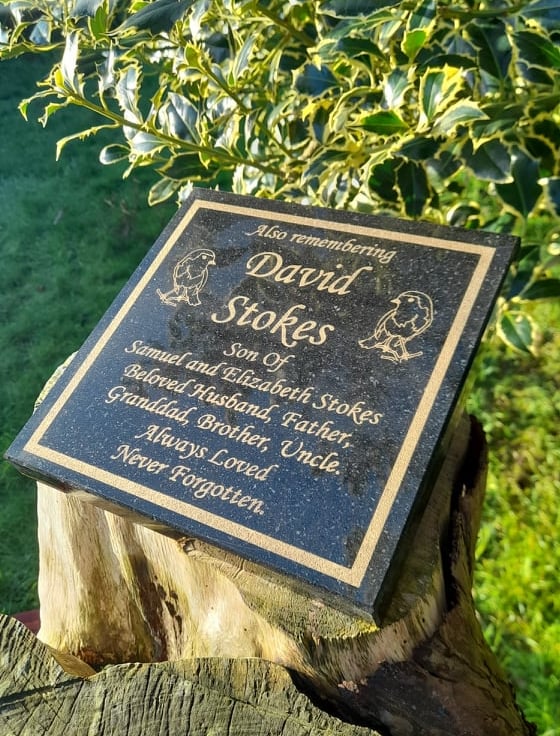 Also remembering
David
Stokes
Son Of
Samuel and Elizabeth Stokes
Beloved Husband, Father,
Granddad, Brother, Uncle.
Always Loved
Never Forgotten.